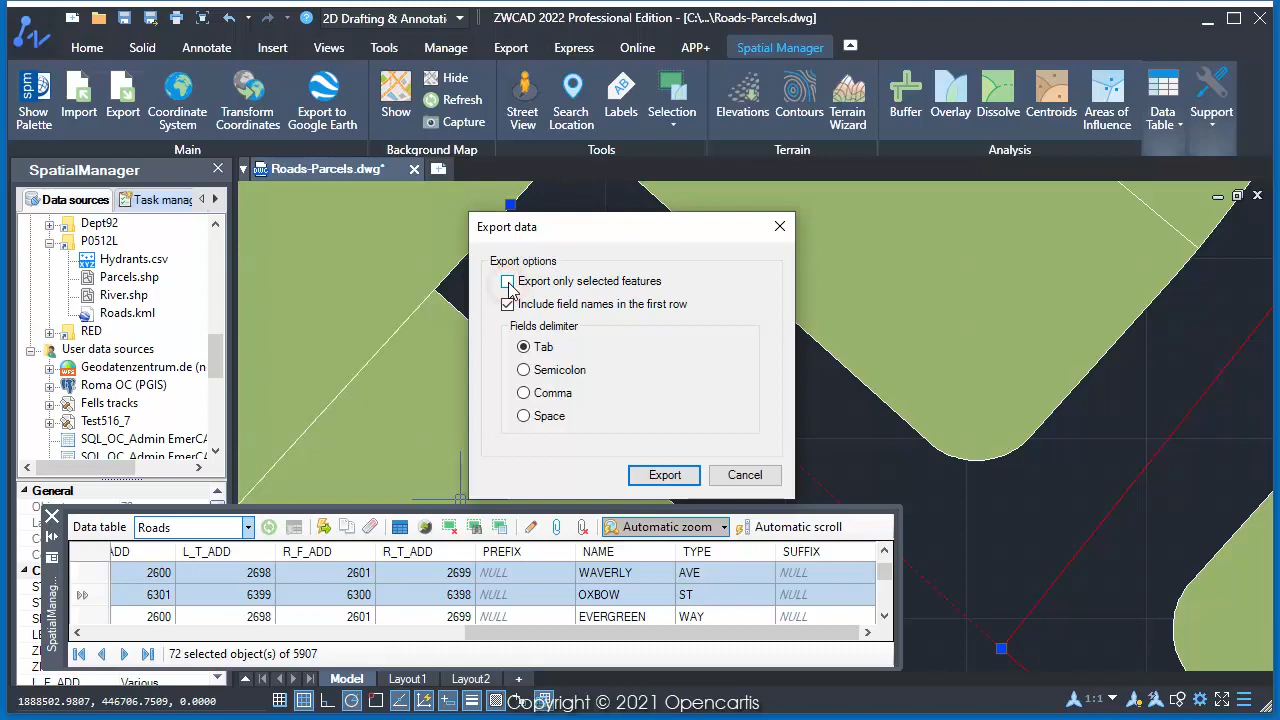 2D Drafting & Annotati
ZWCAD 2022 Professional Edition - [C:\...\Roads-Parcels.dwg]
Home Solid Annotate Insert Views Tools Manage Export Express Online APP+ Spatial Manager
spm
Show Palette
Import
Export
Coordinate System
Transform Coordinates
Export to Google Earth
Show
Hide
Refresh
Capture
Street View
Search Location
Labels
Selection
Elevations
Contours
Terrain Wizard
Buffer
Overlay
Dissolve
Centroids
Areas of Influence
Data Table
Support
Main
Background Map
Tools
Terrain
Analysis
SpatialManager
Roads-Parcels.dwg*
Data sources
Task manag
Dept92
P0512L
Hydrants.csv
Parcels.shp
River.shp
Roads.kml
RED
User data sources
Geodatenzentrum.de (n
Roma OC (PGIS)
Fells tracks
Test516_7
SQL_OC_Admin EmerCA
SQL_OC_Admin EmerCA
General
Export data
Export options
Export only selected features
Include field names in the first row
Fields delimiter
Tab
Semicolon
Comma
Space
Export
Cancel
Data table
Roads
Automatic zoom
Automatic scroll
ADD L_T_ADD R_F_ADD R_T_ADD PREFIX NAME TYPE SUFFIX
2600 2698 2601 2699 NULL WAVERLY AVE NULL
6301 6399 6300 6398 NULL OXBOW ST NULL
2600 2698 2601 2699 NULL EVERGREEN WAY NULL
72 selected object(s) of 5907
SpatialManag...
L_F_ADD Various
Model Layout1 Layout2 +
1888502.9807, 446706.7509, 0.0000
Copyright © 2021 Opencartis
1:1